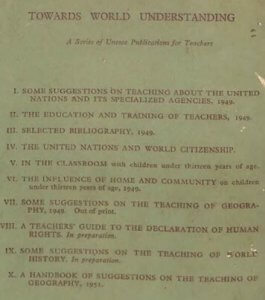 TOWARDS WORLD UNDERSTANDING
A Series of Unesco Publications for Teachers
I. SOME SUGGESTIONS ON TEACHING ABOUT THE UNITED
NATIONS AND ITS SPECIALIZED AGENCIES, 1949.
II. THE EDUCATION AND TRAINING OF TEACHERS, 1949.
III. SELECTED BIBLIOGRAPHY, 1949.
IV. THE UNITED NATIONS AND WORLD CITIZENSHIP.
V. IN THE CLASSROOM with children under thirteen years of age.
VI. THE INFLUENCE OF HOME AND COMMUNITY on children
under thirteen years of age, 1949.
VII. SOME SUGGESTIONS ON THE TEACHING OF GEOGRA-
PHY, 1949. Out of print.
VIII. A TEACHERS' GUIDE TO THE DECLARATION OF HUMAN
RIGHTS. In preparation.
IX. SOME SUGGESTIONS ON THE TEACHING OF WORLD
HISTORY. In preparation.
X. A HANDBOOK OF SUGGESTIONS ON THE TEACHING OF
GEOGRAPHY, 1951.